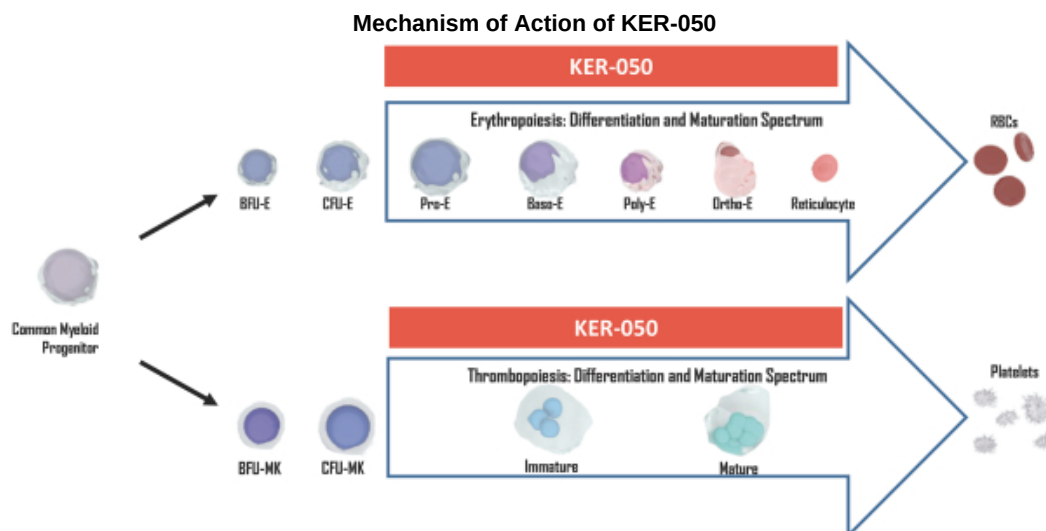 Mechanism of Action of KER-050
KER-050
Erythropoiesis: Differentiation and Maturation Spectrum
RBCs
BFU-E
CFU-E
Pro-E
Baso-E
Poly-E
Ortho-E
Reticulocyte
Common Myeloid
Progenitor
KER-050
Thrombopoiesis: Differentiation and Maturation Spectrum
Platelets
BFU-MK
CFU-MK
Immature
Mature